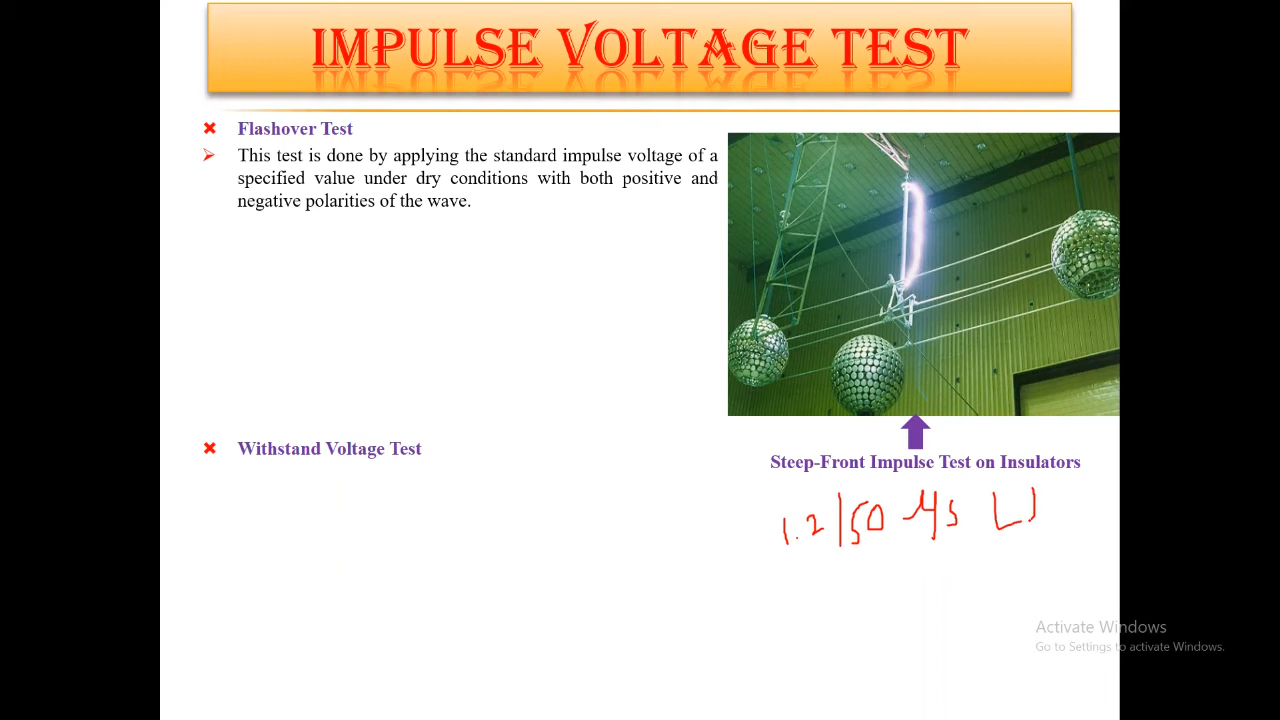 IMPULSE VOLTAGE TEST
Flashover Test
This test is done by applying the standard impulse voltage of a
specified value under dry conditions with both positive and
negative polarities of the wave.
Withstand Voltage Test
Steep-Front Impulse Test on Insulators
1.2/50 μs
Activate Windows
Go to Settings to activate Windows.